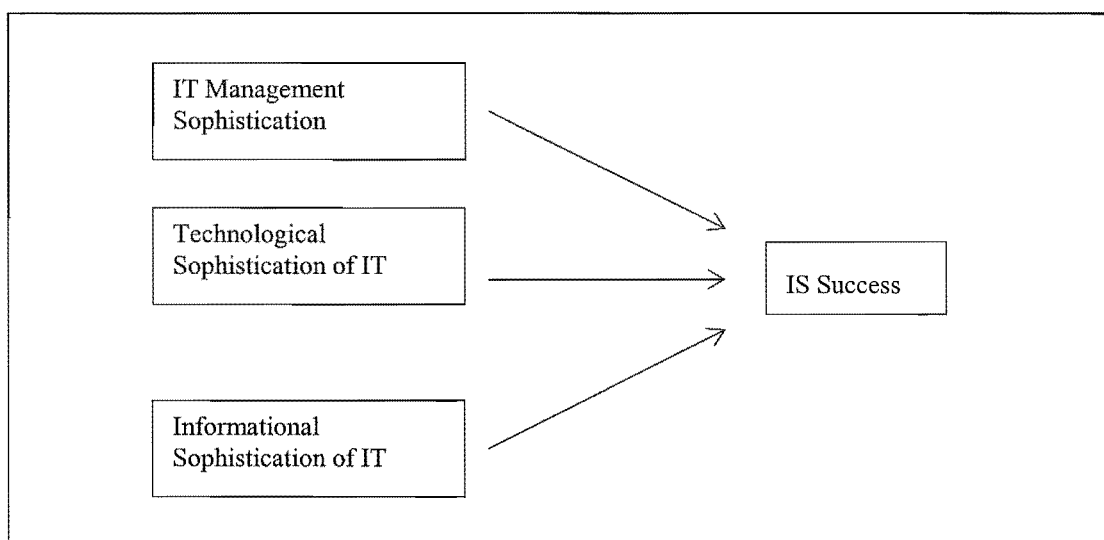 IT Management
Sophistication
Technological
Sophistication of IT
IS Success
Informational
Sophistication of IT